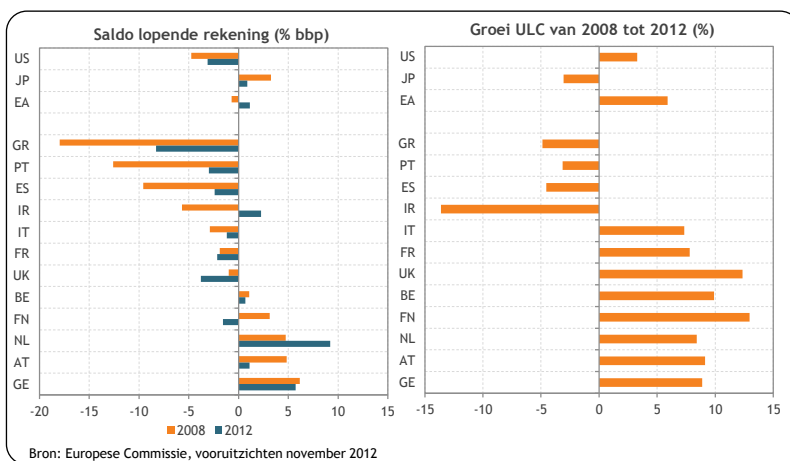 Saldo lopende rekening (% bbp)
US
JP
EA
GR
PT
ES
IR
IT
FR
UK
BE
FN
NL
AT
GE
-20 -15 -10 -5 0 5 10 15
2008 2012
Groei ULC van 2008 tot 2012 (%)
US
JP
EA
GR
PT
ES
IR
IT
FR
UK
BE
FN
NL
AT
GE
-15 -10 -5 0 5 10 15
Bron: Europese Commissie, vooruitzichten november 2012